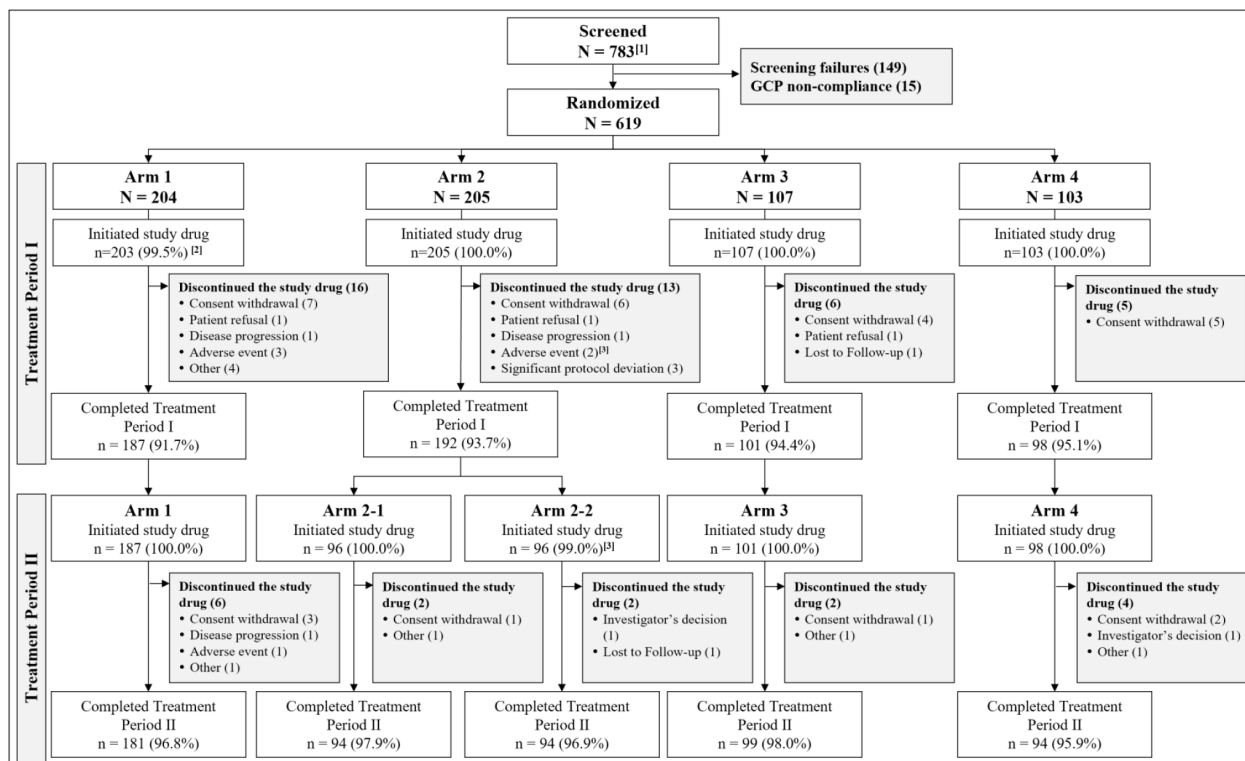 Screened
N = 783[1]
Screening failures (149)
GCP non-compliance (15)
Randomized
N = 619
Treatment Period I
Arm 1
N = 204
Arm 2
N = 205
Arm 3
N = 107
Arm 4
N = 103
Initiated study drug
n=203 (99.5%) [2]
Initiated study drug
n=205 (100.0%)
Initiated study drug
n=107 (100.0%)
Initiated study drug
n=103 (100.0%)
Discontinued the study drug (16)
• Consent withdrawal (7)
• Patient refusal (1)
• Disease progression (1)
• Adverse event (3)
• Other (4)
Discontinued the study drug (13)
• Consent withdrawal (6)
• Patient refusal (1)
• Disease progression (1)
• Adverse event (2)[3]
• Significant protocol deviation (3)
Discontinued the study
drug (6)
• Consent withdrawal (4)
• Patient refusal (1)
• Lost to Follow-up (1)
Discontinued the study
drug (5)
• Consent withdrawal (5)
Completed Treatment
Period I
n = 187 (91.7%)
Completed Treatment
Period I
n = 192 (93.7%)
Completed Treatment
Period I
n = 101 (94.4%)
Completed Treatment
Period I
n = 98 (95.1%)
Treatment Period II
Arm 1
Initiated study drug
n = 187 (100.0%)
Arm 2-1
Initiated study drug
n = 96 (100.0%)
Arm 2-2
Initiated study drug
n = 96 (99.0%)[3]
Arm 3
Initiated study drug
n = 101 (100.0%)
Arm 4
Initiated study drug
n = 98 (100.0%)
Discontinued the study
drug (6)
• Consent withdrawal (3)
• Disease progression (1)
• Adverse event (1)
• Other (1)
Discontinued the study
drug (2)
• Consent withdrawal (1)
• Other (1)
Discontinued the study
drug (2)
• Investigator's decision
(1)
• Lost to Follow-up (1)
Discontinued the study
drug (2)
• Consent withdrawal (1)
• Other (1)
Discontinued the study
drug (4)
• Consent withdrawal (2)
• Investigator's decision (1)
• Other (1)
Completed Treatment
Period II
n = 181 (96.8%)
Completed Treatment
Period II
n = 94 (97.9%)
Completed Treatment
Period II
n = 94 (96.9%)
Completed Treatment
Period II
n = 99 (98.0%)
Completed Treatment
Period II
n = 94 (95.9%)